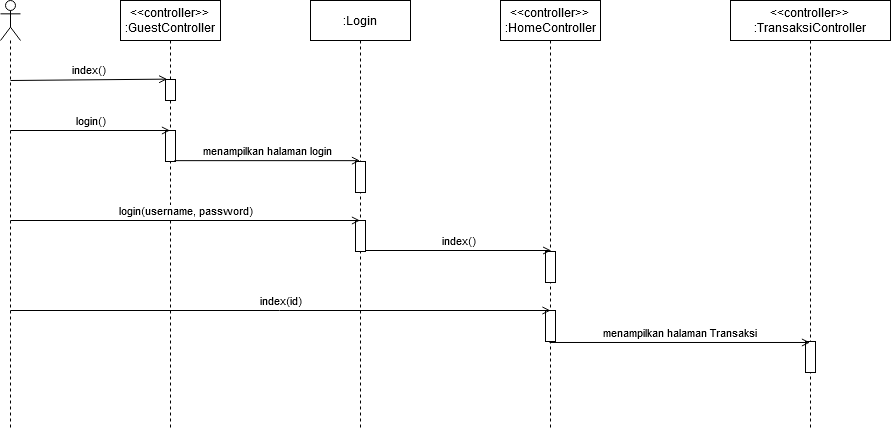 <<controller>>
:GuestController
:Login
<<controller>>
:HomeController
<<controller>>
:TransaksiController
index()
login()
menampilkan halaman login
login(username, password)
index()
index(id)
menampilkan halaman Transaksi